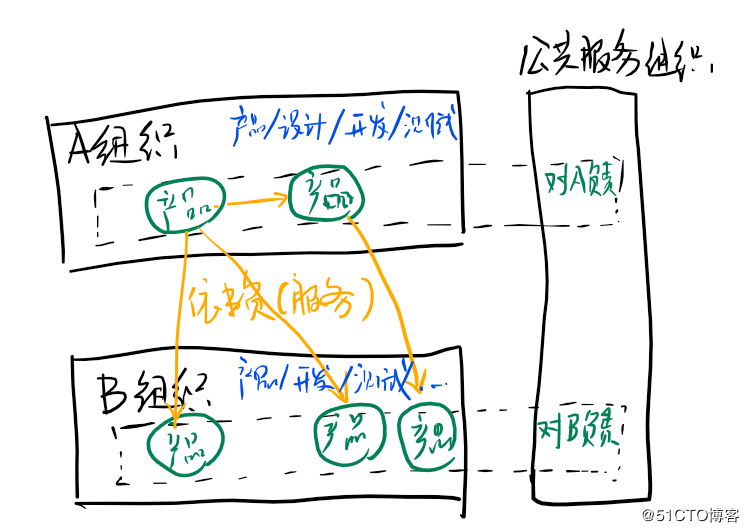 公共服务组织
A组织
产品/设计/开发/测试
产品
产品
对A负责
依赖(服务)
B组织
产品/开发/测试/...
产品
产品
产品
对B负责
@51CTO博客